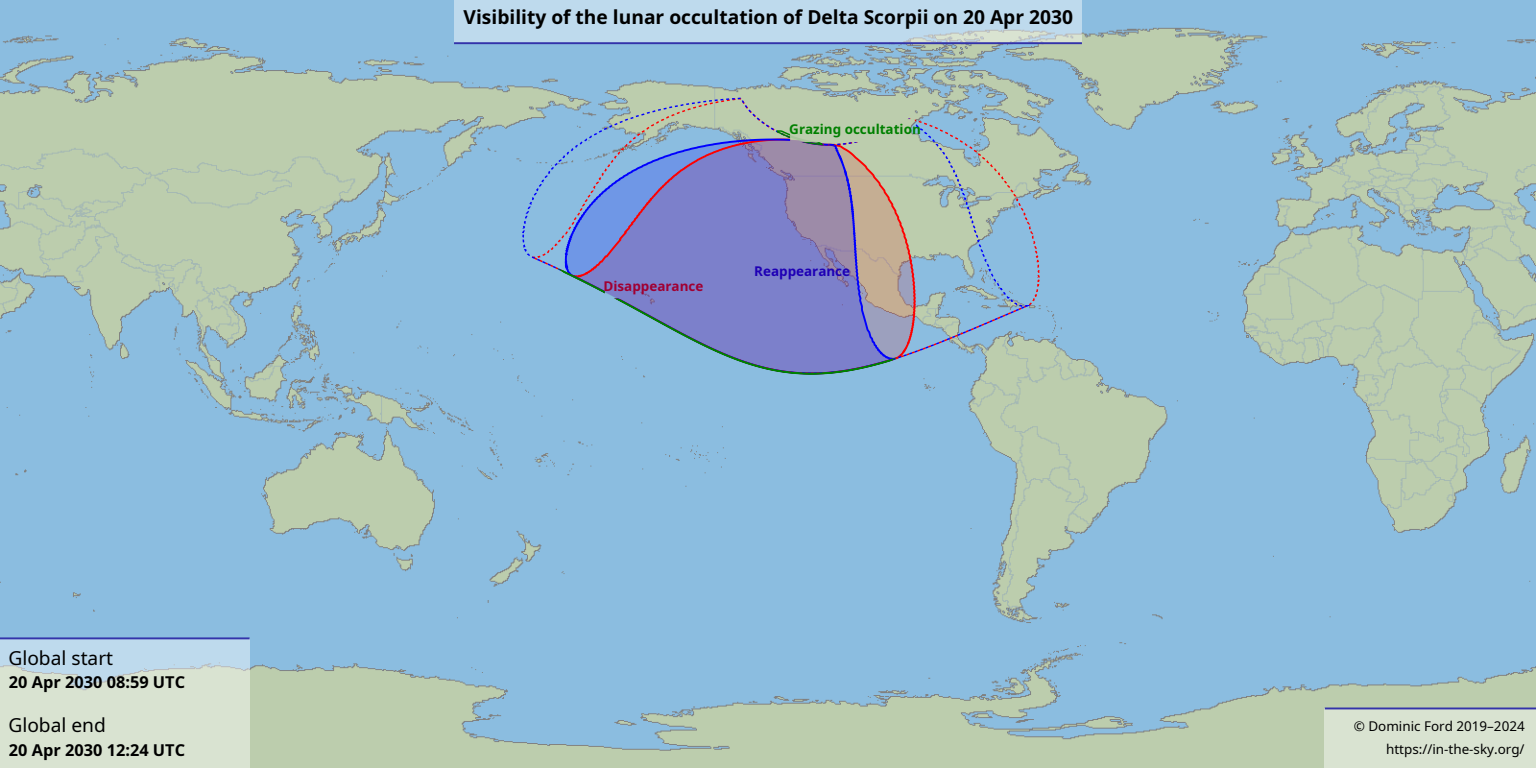 Visibility of the lunar occultation of Delta Scorpii on 20 Apr 2030
Grazing occultation
Reappearance
Disappearance
Global start
20 Apr 2030 08:59 UTC
Global end
20 Apr 2030 12:24 UTC
© Dominic Ford 2019–2024
https://in-the-sky.org/